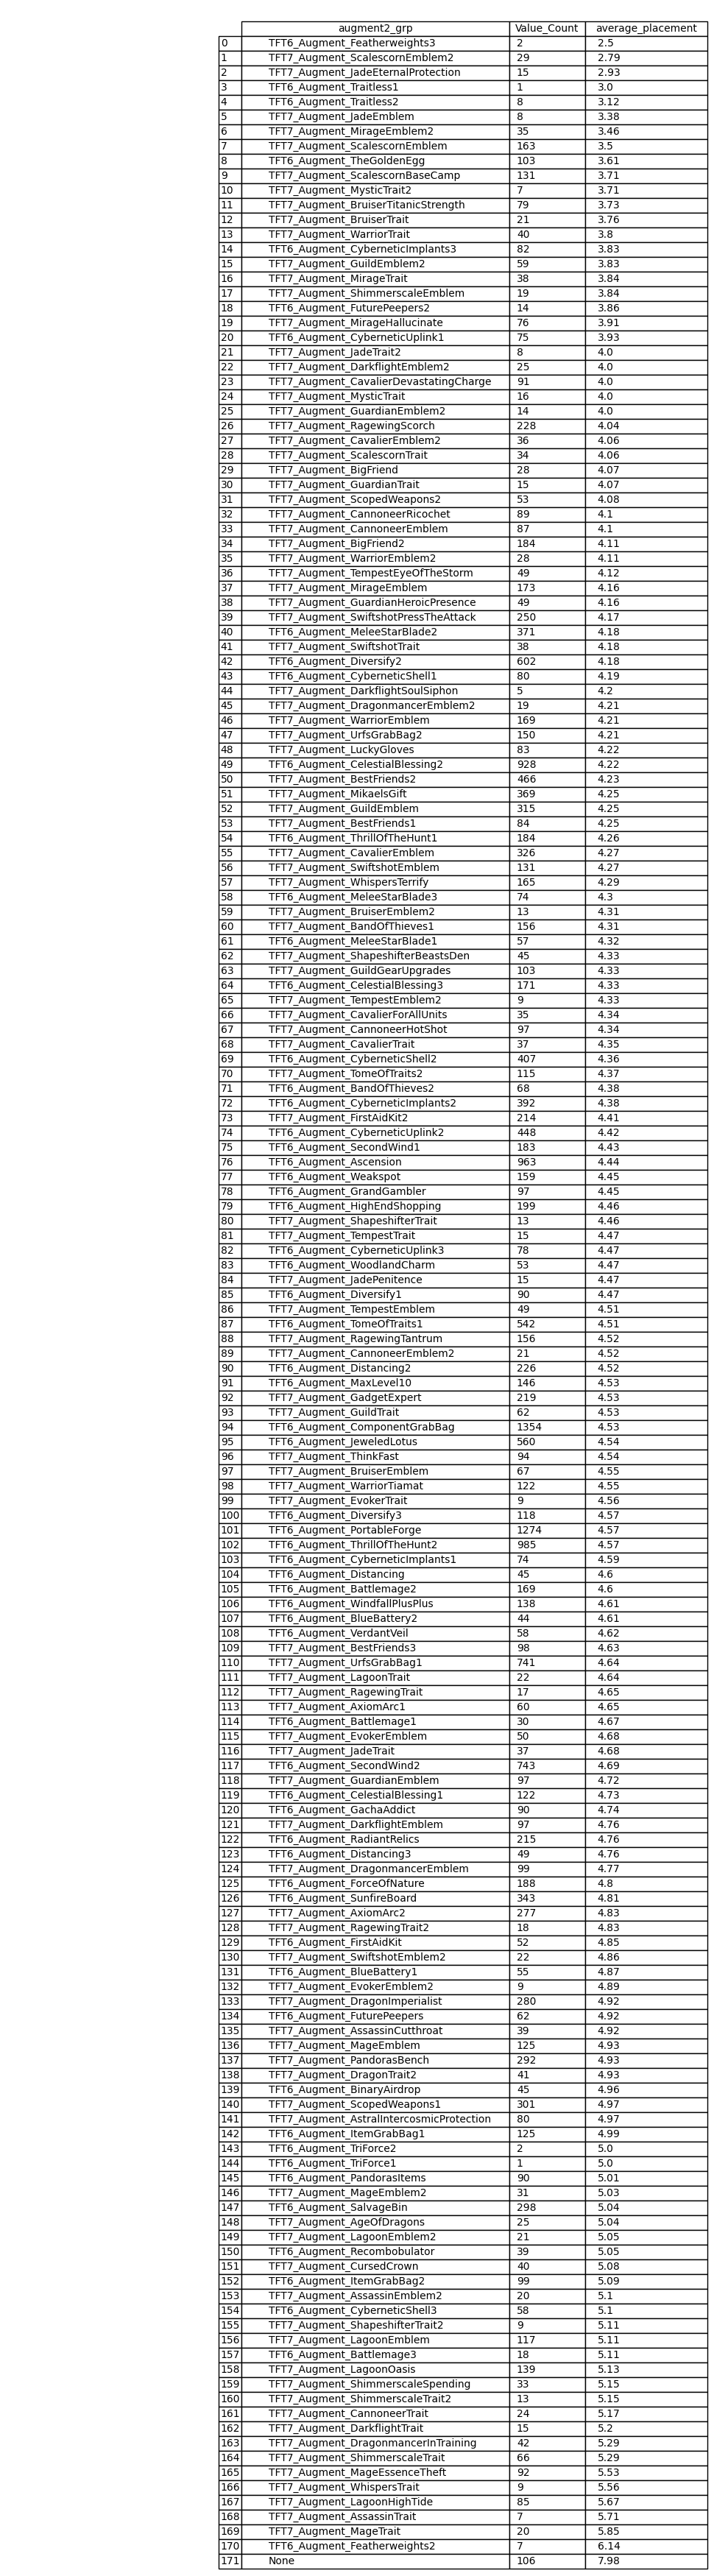 augment2_grp Value_Count average_placement
0 TFT6_Augment_Featherweights3 2 2.5
1 TFT7_Augment_ScalescornEmblem2 29 2.79
2 TFT7_Augment_JadeEternalProtection 15 2.93
3 TFT6_Augment_Traitless1 1 3.0
4 TFT6_Augment_Traitless2 8 3.12
5 TFT7_Augment_JadeEmblem 8 3.38
6 TFT7_Augment_MirageEmblem2 35 3.46
7 TFT7_Augment_ScalescornEmblem 163 3.5
8 TFT6_Augment_TheGoldenEgg 103 3.61
9 TFT7_Augment_ScalescornBaseCamp 131 3.71
10 TFT7_Augment_MysticTrait2 7 3.71
11 TFT7_Augment_BruiserTitanicStrength 79 3.73
12 TFT7_Augment_BruiserTrait 21 3.76
13 TFT7_Augment_WarriorTrait 40 3.8
14 TFT6_Augment_CyberneticImplants3 82 3.83
15 TFT7_Augment_GuildEmblem2 59 3.83
16 TFT7_Augment_MirageTrait 38 3.84
17 TFT7_Augment_ShimmerscaleEmblem 19 3.84
18 TFT6_Augment_FuturePeepers2 14 3.86
19 TFT7_Augment_MirageHallucinate 76 3.91
20 TFT6_Augment_CyberneticUplink1 75 3.93
21 TFT7_Augment_JadeTrait2 8 4.0
22 TFT7_Augment_DarkflightEmblem2 25 4.0
23 TFT7_Augment_CavalierDevastatingCharge 91 4.0
24 TFT7_Augment_MysticTrait 16 4.0
25 TFT7_Augment_GuardianEmblem2 14 4.0
26 TFT7_Augment_RagewingScorch 228 4.04
27 TFT7_Augment_CavalierEmblem2 36 4.06
28 TFT7_Augment_ScalescornTrait 34 4.06
29 TFT7_Augment_BigFriend 28 4.07
30 TFT7_Augment_GuardianTrait 15 4.07
31 TFT7_Augment_ScopedWeapons2 53 4.08
32 TFT7_Augment_CannoneerRicochet 89 4.1
33 TFT7_Augment_CannoneerEmblem 87 4.1
34 TFT7_Augment_BigFriend2 184 4.11
35 TFT7_Augment_WarriorEmblem2 28 4.11
36 TFT7_Augment_TempestEyeOfTheStorm 49 4.12
37 TFT7_Augment_MirageEmblem 173 4.16
38 TFT7_Augment_GuardianHeroicPresence 49 4.16
39 TFT7_Augment_SwiftshotPressTheAttack 250 4.17
40 TFT6_Augment_MeleeStarBlade2 371 4.18
41 TFT7_Augment_SwiftshotTrait 38 4.18
42 TFT6_Augment_Diversify2 602 4.18
43 TFT6_Augment_CyberneticShell1 80 4.19
44 TFT7_Augment_DarkflightSoulSiphon 5 4.2
45 TFT7_Augment_DragonmancerEmblem2 19 4.21
46 TFT7_Augment_WarriorEmblem 169 4.21
47 TFT7_Augment_UrfsGrabBag2 150 4.21
48 TFT7_Augment_LuckyGloves 83 4.22
49 TFT6_Augment_CelestialBlessing2 928 4.22
50 TFT7_Augment_BestFriends2 466 4.23
51 TFT7_Augment_MikaelsGift 369 4.25
52 TFT7_Augment_GuildEmblem 315 4.25
53 TFT7_Augment_BestFriends1 84 4.25
54 TFT6_Augment_ThrillOfTheHunt1 184 4.26
55 TFT7_Augment_CavalierEmblem 326 4.27
56 TFT7_Augment_SwiftshotEmblem 131 4.27
57 TFT7_Augment_WhispersTerrify 165 4.29
58 TFT6_Augment_MeleeStarBlade3 74 4.3
59 TFT7_Augment_BruiserEmblem2 13 4.31
60 TFT7_Augment_BandOfThieves1 156 4.31
61 TFT6_Augment_MeleeStarBlade1 57 4.32
62 TFT7_Augment_ShapeshifterBeastsDen 45 4.33
63 TFT7_Augment_GuildGearUpgrades 103 4.33
64 TFT6_Augment_CelestialBlessing3 171 4.33
65 TFT7_Augment_TempestEmblem2 9 4.33
66 TFT7_Augment_CavalierForAllUnits 35 4.34
67 TFT7_Augment_CannoneerHotShot 97 4.34
68 TFT7_Augment_CavalierTrait 37 4.35
69 TFT6_Augment_CyberneticShell2 407 4.36
70 TFT7_Augment_TomeOfTraits2 115 4.37
71 TFT6_Augment_BandOfThieves2 68 4.38
72 TFT6_Augment_CyberneticImplants2 392 4.38
73 TFT7_Augment_FirstAidKit2 214 4.41
74 TFT6_Augment_CyberneticUplink2 448 4.42
75 TFT6_Augment_SecondWind1 183 4.43
76 TFT6_Augment_Ascension 963 4.44
77 TFT6_Augment_Weakspot 159 4.45
78 TFT6_Augment_GrandGambler 97 4.45
79 TFT6_Augment_HighEndShopping 199 4.46
80 TFT7_Augment_ShapeshifterTrait 13 4.46
81 TFT7_Augment_TempestTrait 15 4.47
82 TFT6_Augment_CyberneticUplink3 78 4.47
83 TFT6_Augment_WoodlandCharm 53 4.47
84 TFT7_Augment_JadePenitence 15 4.47
85 TFT6_Augment_Diversify1 90 4.47
86 TFT7_Augment_TempestEmblem 49 4.51
87 TFT6_Augment_TomeOfTraits1 542 4.51
88 TFT7_Augment_RagewingTantrum 156 4.52
89 TFT7_Augment_CannoneerEmblem2 21 4.52
90 TFT6_Augment_Distancing2 226 4.52
91 TFT6_Augment_MaxLevel10 146 4.53
92 TFT7_Augment_GadgetExpert 219 4.53
93 TFT7_Augment_GuildTrait 62 4.53
94 TFT6_Augment_ComponentGrabBag 1354 4.53
95 TFT6_Augment_JeweledLotus 560 4.54
96 TFT7_Augment_ThinkFast 94 4.54
97 TFT7_Augment_BruiserEmblem 67 4.55
98 TFT7_Augment_WarriorTiamat 122 4.55
99 TFT7_Augment_EvokerTrait 9 4.56
100 TFT6_Augment_Diversify3 118 4.57
101 TFT6_Augment_PortableForge 1274 4.57
102 TFT6_Augment_ThrillOfTheHunt2 985 4.57
103 TFT6_Augment_CyberneticImplants1 74 4.59
104 TFT6_Augment_Distancing 45 4.6
105 TFT6_Augment_Battlemage2 169 4.6
106 TFT6_Augment_WindfallPlusPlus 138 4.61
107 TFT6_Augment_BlueBattery2 44 4.61
108 TFT6_Augment_VerdantVeil 58 4.62
109 TFT7_Augment_BestFriends3 98 4.63
110 TFT7_Augment_UrfsGrabBag1 741 4.64
111 TFT7_Augment_LagoonTrait 22 4.64
112 TFT7_Augment_RagewingTrait 17 4.65
113 TFT7_Augment_AxiomArc1 60 4.65
114 TFT6_Augment_Battlemage1 30 4.67
115 TFT7_Augment_EvokerEmblem 50 4.68
116 TFT7_Augment_JadeTrait 37 4.68
117 TFT6_Augment_SecondWind2 743 4.69
118 TFT7_Augment_GuardianEmblem 97 4.72
119 TFT6_Augment_CelestialBlessing1 122 4.73
120 TFT6_Augment_GachaAddict 90 4.74
121 TFT7_Augment_DarkflightEmblem 97 4.76
122 TFT6_Augment_RadiantRelics 215 4.76
123 TFT6_Augment_Distancing3 49 4.76
124 TFT7_Augment_DragonmancerEmblem 99 4.77
125 TFT6_Augment_ForceOfNature 188 4.8
126 TFT6_Augment_SunfireBoard 343 4.81
127 TFT7_Augment_AxiomArc2 277 4.83
128 TFT7_Augment_RagewingTrait2 18 4.83
129 TFT6_Augment_FirstAidKit 52 4.85
130 TFT7_Augment_SwiftshotEmblem2 22 4.86
131 TFT6_Augment_BlueBattery1 55 4.87
132 TFT7_Augment_EvokerEmblem2 9 4.89
133 TFT7_Augment_DragonImperialist 280 4.92
134 TFT6_Augment_FuturePeepers 62 4.92
135 TFT7_Augment_AssassinCutthroat 39 4.92
136 TFT7_Augment_MageEmblem 125 4.93
137 TFT7_Augment_PandorasBench 292 4.93
138 TFT7_Augment_DragonTrait2 41 4.93
139 TFT6_Augment_BinaryAirdrop 45 4.96
140 TFT7_Augment_ScopedWeapons1 301 4.97
141 TFT7_Augment_AstralIntercosmicProtection 80 4.97
142 TFT6_Augment_ItemGrabBag1 125 4.99
143 TFT6_Augment_TriForce2 2 5.0
144 TFT6_Augment_TriForce1 1 5.0
145 TFT6_Augment_PandorasItems 90 5.01
146 TFT7_Augment_MageEmblem2 31 5.03
147 TFT6_Augment_SalvageBin 298 5.04
148 TFT7_Augment_AgeOfDragons 25 5.04
149 TFT7_Augment_LagoonEmblem2 21 5.05
150 TFT6_Augment_Recombobulator 39 5.05
151 TFT7_Augment_CursedCrown 40 5.08
152 TFT6_Augment_ItemGrabBag2 99 5.09
153 TFT7_Augment_AssassinEmblem2 20 5.1
154 TFT6_Augment_CyberneticShell3 58 5.1
155 TFT7_Augment_ShapeshifterTrait2 9 5.11
156 TFT7_Augment_LagoonEmblem 117 5.11
157 TFT6_Augment_Battlemage3 18 5.11
158 TFT7_Augment_LagoonOasis 139 5.13
159 TFT7_Augment_ShimmerscaleSpending 33 5.15
160 TFT7_Augment_ShimmerscaleTrait2 13 5.15
161 TFT7_Augment_CannoneerTrait 24 5.17
162 TFT7_Augment_DarkflightTrait 15 5.2
163 TFT7_Augment_DragonmancerInTraining 42 5.29
164 TFT7_Augment_ShimmerscaleTrait 66 5.29
165 TFT7_Augment_MageEssenceTheft 92 5.53
166 TFT7_Augment_WhispersTrait 9 5.56
167 TFT7_Augment_LagoonHighTide 85 5.67
168 TFT7_Augment_AssassinTrait 7 5.71
169 TFT7_Augment_MageTrait 20 5.85
170 TFT6_Augment_Featherweights2 7 6.14
171 None 106 7.98